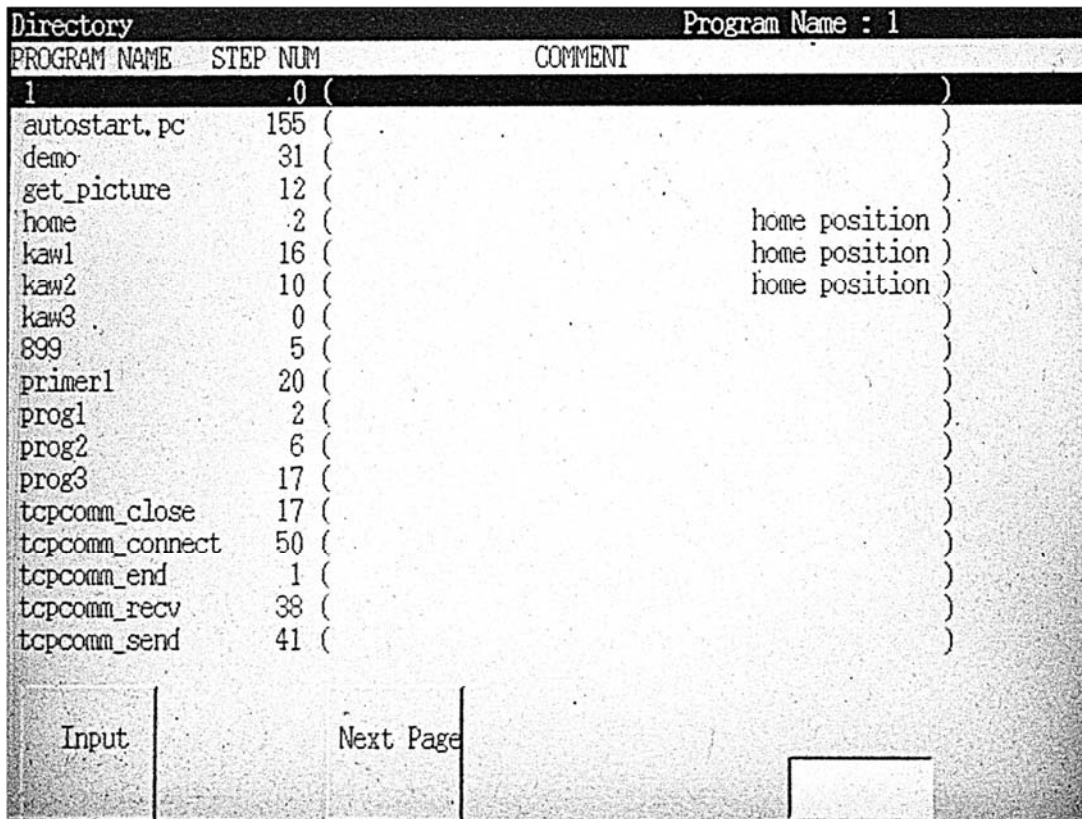 Directory Program Name : 1
PROGRAM NAME STEP NUM COMMENT
1 0 ( )
autostart.pc 155 ( )
demo 31 ( )
get_picture 12 ( )
home 2 ( home position )
kaw1 16 ( home position )
kaw2 10 ( home position )
kaw3 0 ( )
899 5 ( )
primer1 20 ( )
prog1 2 ( )
prog2 6 ( )
prog3 17 ( )
tcpcomm_close 17 ( )
tcpcomm_connect 50 ( )
tcpcomm_end 1 ( )
tcpcomm_recv 38 ( )
tcpcomm_send 41 ( )
Input Next Page